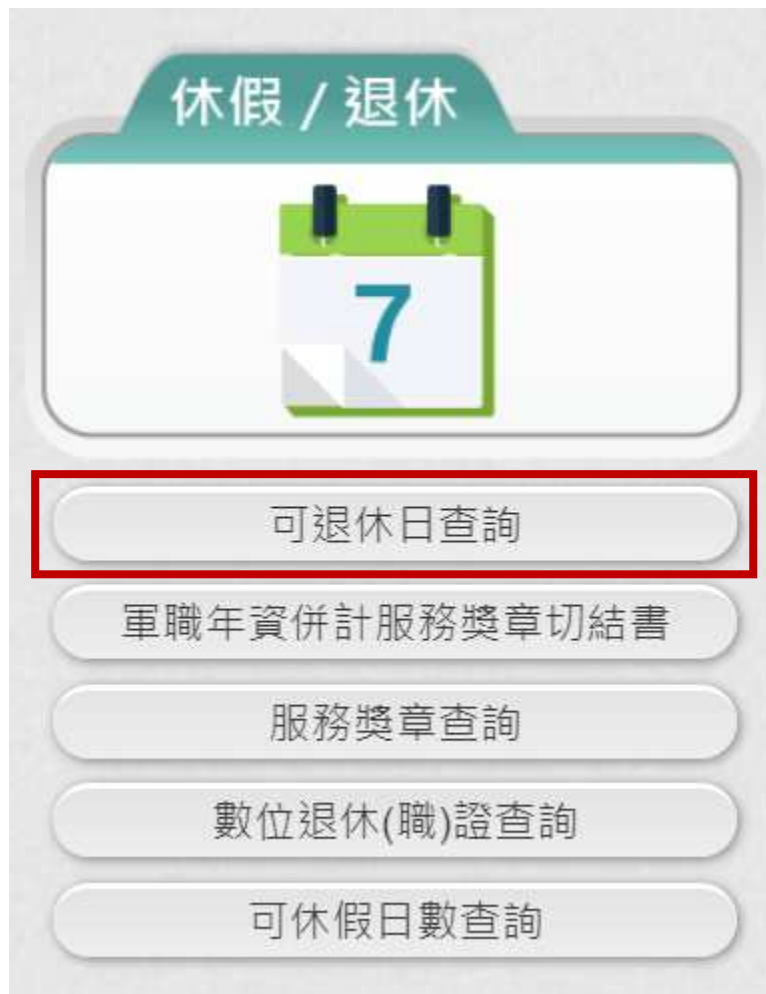 休假 / 退休
7
可退休日查詢
軍職年資併計服務獎章切結書
服務獎章查詢
數位退休(職)證查詢
可休假日數查詢